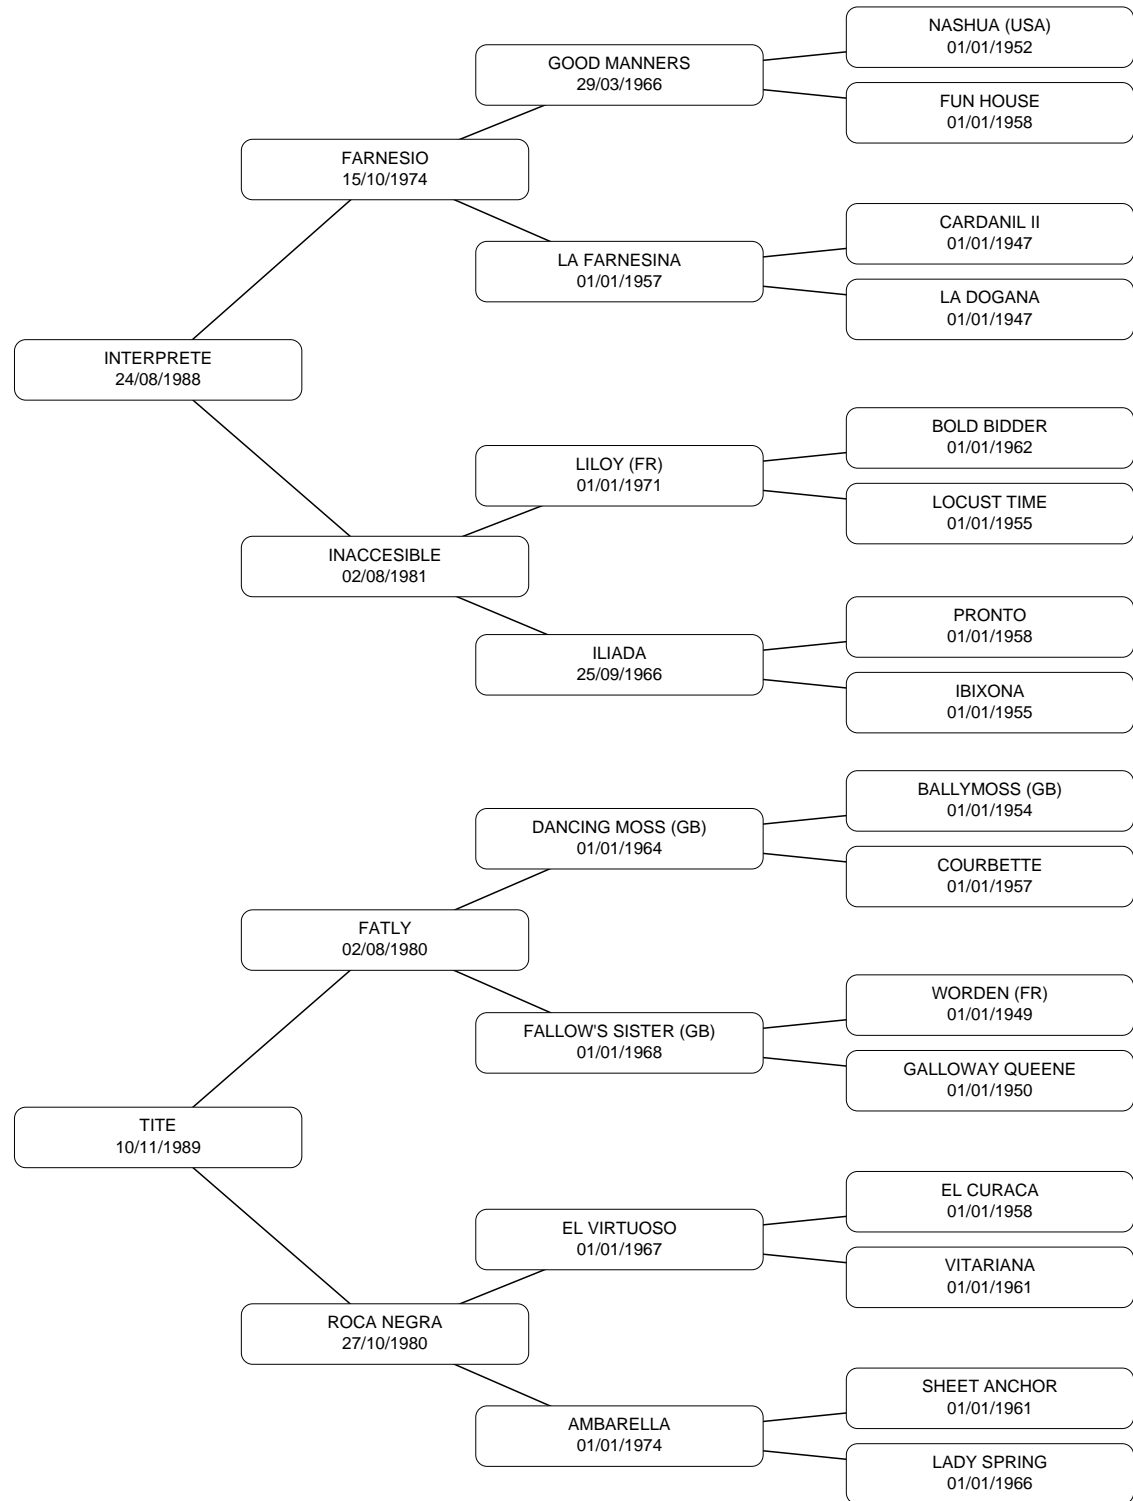 NASHUA (USA)
01/01/1952
GOOD MANNERS
29/03/1966
FUN HOUSE
01/01/1958
FARNESIO
15/10/1974
CARDANIL II
01/01/1947
LA FARNESINA
01/01/1957
LA DOGANA
01/01/1947
INTERPRETE
24/08/1988
BOLD BIDDER
01/01/1962
LILOY (FR)
01/01/1971
LOCUST TIME
01/01/1955
INACCESIBLE
02/08/1981
PRONTO
01/01/1958
ILIADA
25/09/1966
IBIXONA
01/01/1955
BALLYMOSS (GB)
01/01/1954
DANCING MOSS (GB)
01/01/1964
COURBETTE
01/01/1957
FATLY
02/08/1980
WORDEN (FR)
01/01/1949
FALLOW'S SISTER (GB)
01/01/1968
GALLOWAY QUEENE
01/01/1950
TITE
10/11/1989
EL CURACA
01/01/1958
EL VIRTUOSO
01/01/1967
VITARIANA
01/01/1961
ROCA NEGRA
27/10/1980
SHEET ANCHOR
01/01/1961
AMBARELLA
01/01/1974
LADY SPRING
01/01/1966